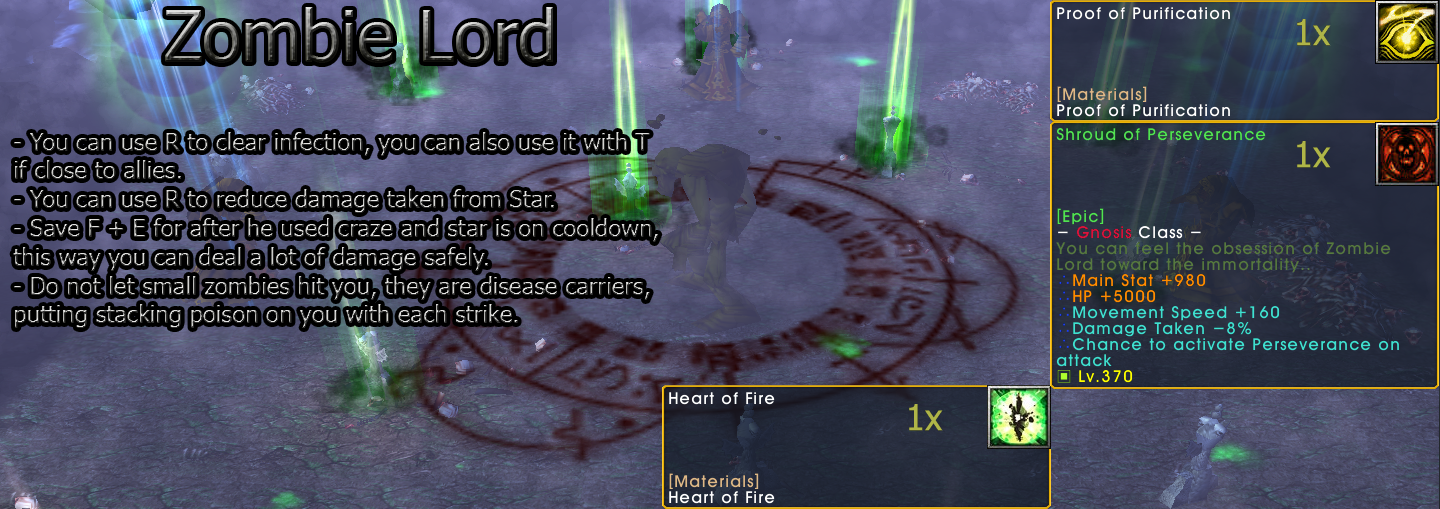 Zombie Lord
- You can use R to clear infection, you can also use it with T
if close to allies.
- You can use R to reduce damage taken from Star.
- Save F + E for after he used craze and star is on cooldown,
this way you can deal a lot of damage safely.
- Do not let small zombies hit you, they are disease carriers,
putting stacking poison on you with each strike.
Proof of Purification
1x
[Materials]
Proof of Purification
Shroud of Perseverance
1x
[Epic]
- Gnosis Class -
You can feel the obsession of Zombie
Lord toward the immortality..
Main Stat +980
HP +5000
Movement Speed +160
Damage Taken -8%
Chance to activate Perseverance on
attack
Lv.370
Heart of Fire
1x
[Materials]
Heart of Fire